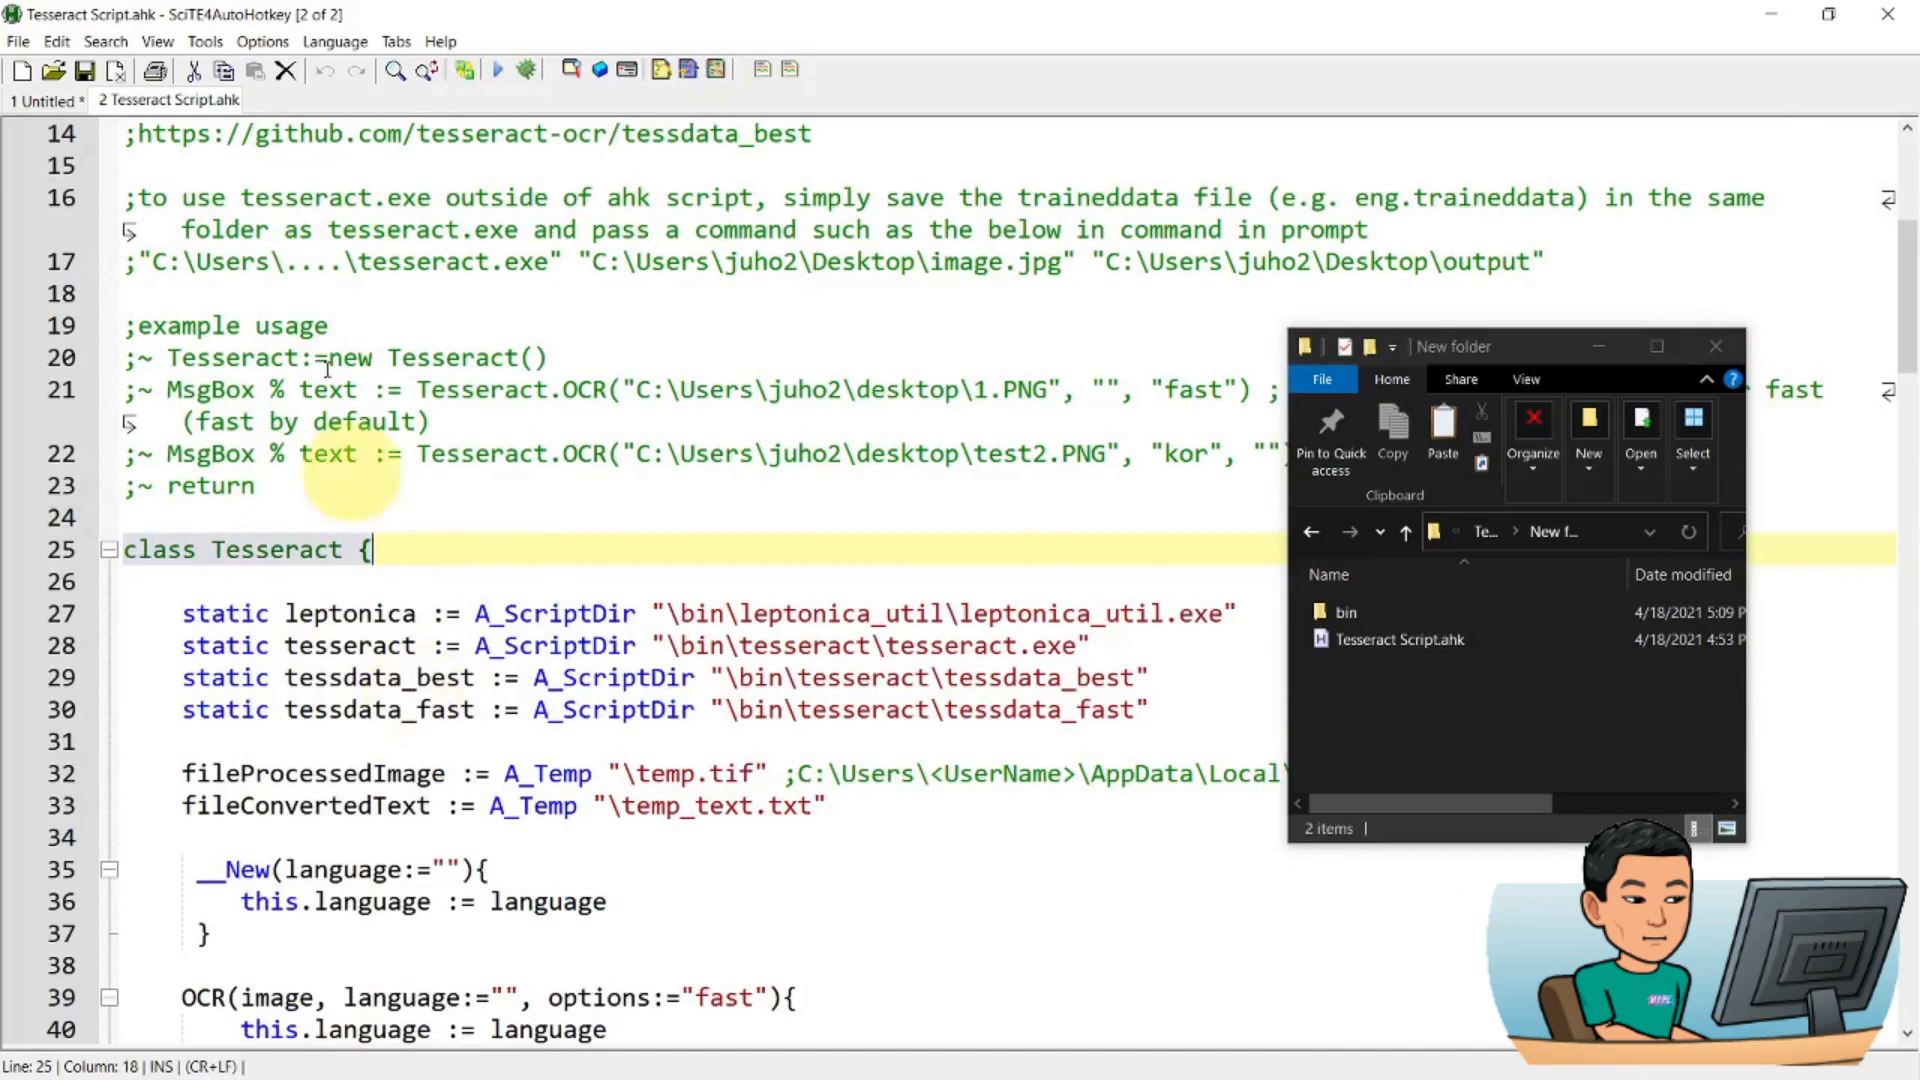 Tesseract Script.ahk - SciTE4AutoHotkey [2 of 2]
File Edit Search View Tools Options Language Tabs Help
1 Untitled * 2 Tesseract Script.ahk
14 ;https://github.com/tesseract-ocr/tessdata_best
15
16 ;to use tesseract.exe outside of ahk script, simply save the traineddata file (e.g. eng.traineddata) in the same
folder as tesseract.exe and pass a command such as the below in command in prompt
17 ;"C:\Users\....\tesseract.exe" "C:\Users\juho2\Desktop\image.jpg" "C:\Users\juho2\Desktop\output"
18
19 ;example usage
20 ;~ Tesseract:=new Tesseract()
21 ;~ MsgBox % text := Tesseract.OCR("C:\Users\juho2\desktop\1.PNG", "", "fast") ; fast
(fast by default)
22 ;~ MsgBox % text := Tesseract.OCR("C:\Users\juho2\desktop\test2.PNG", "kor", "")
23 ;~ return
24
25 class Tesseract {
26
27 static leptonica := A_ScriptDir "\bin\leptonica_util\leptonica_util.exe"
28 static tesseract := A_ScriptDir "\bin\tesseract\tesseract.exe"
29 static tessdata_best := A_ScriptDir "\bin\tesseract\tessdata_best"
30 static tessdata_fast := A_ScriptDir "\bin\tesseract\tessdata_fast"
31
32 fileProcessedImage := A_Temp "\temp.tif" ;C:\Users\<UserName>\AppData\Local\
33 fileConvertedText := A_Temp "\temp_text.txt"
34
35 __New(language:=""){
36 this.language := language
37 }
38
39 OCR(image, language:="", options:="fast"){
40 this.language := language
Line: 25 | Column: 18 | INS | (CR+LF) |
New folder
File Home Share View
Pin to Quick access Copy Paste Organize New Open Select
Clipboard
Te... New f...
Name Date modified
bin 4/18/2021 5:09 P
Tesseract Script.ahk 4/18/2021 4:53 P
2 items